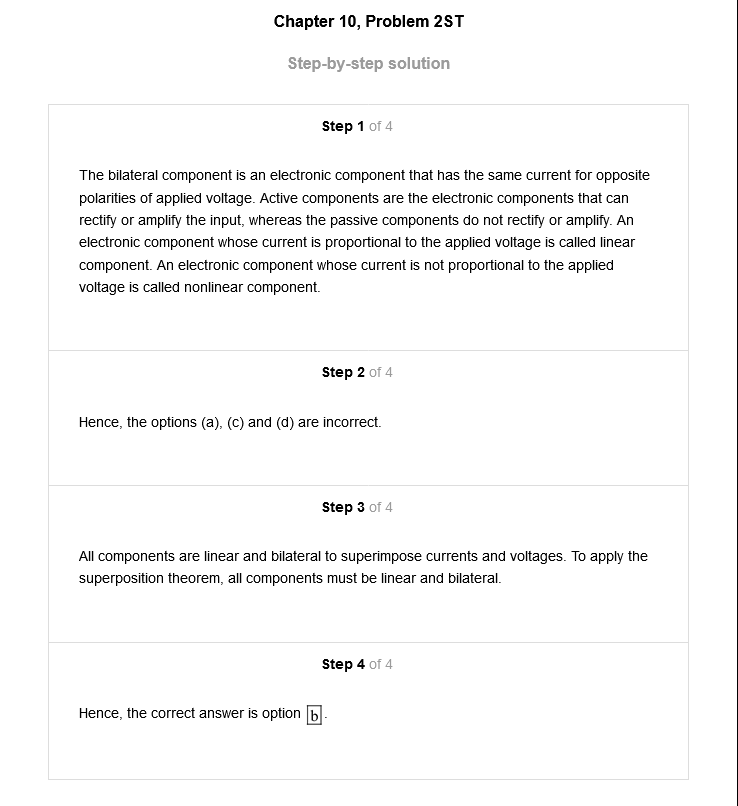 Chapter 10, Problem 2ST
Step-by-step solution
Step 1 of 4
The bilateral component is an electronic component that has the same current for opposite
polarities of applied voltage. Active components are the electronic components that can
rectify or amplify the input, whereas the passive components do not rectify or amplify. An
electronic component whose current is proportional to the applied voltage is called linear
component. An electronic component whose current is not proportional to the applied
voltage is called nonlinear component.
Step 2 of 4
Hence, the options (a), (c) and (d) are incorrect.
Step 3 of 4
All components are linear and bilateral to superimpose currents and voltages. To apply the
superposition theorem, all components must be linear and bilateral.
Step 4 of 4
Hence, the correct answer is option b.